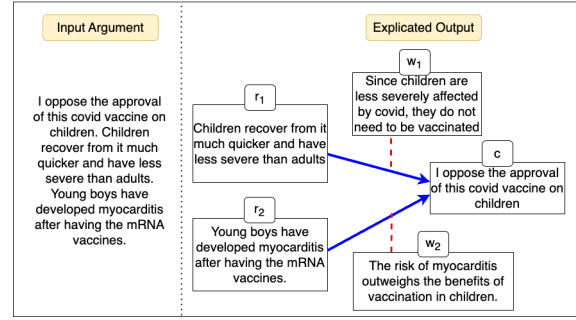 Input Argument
I oppose the approval
of this covid vaccine on
children. Children
recover from it much
quicker and have less
severe than adults.
Young boys have
developed myocarditis
after having the mRNA
vaccines.
Explicated Output
r1
Children recover from it
much quicker and have
less severe than adults
r2
Young boys have
developed myocarditis
after having the mRNA
vaccines.
w1
Since children are
less severely affected
by covid, they do not
need to be vaccinated
c
I oppose the approval
of this covid vaccine on
children
w2
The risk of myocarditis
outweighs the benefits of
vaccination in children.